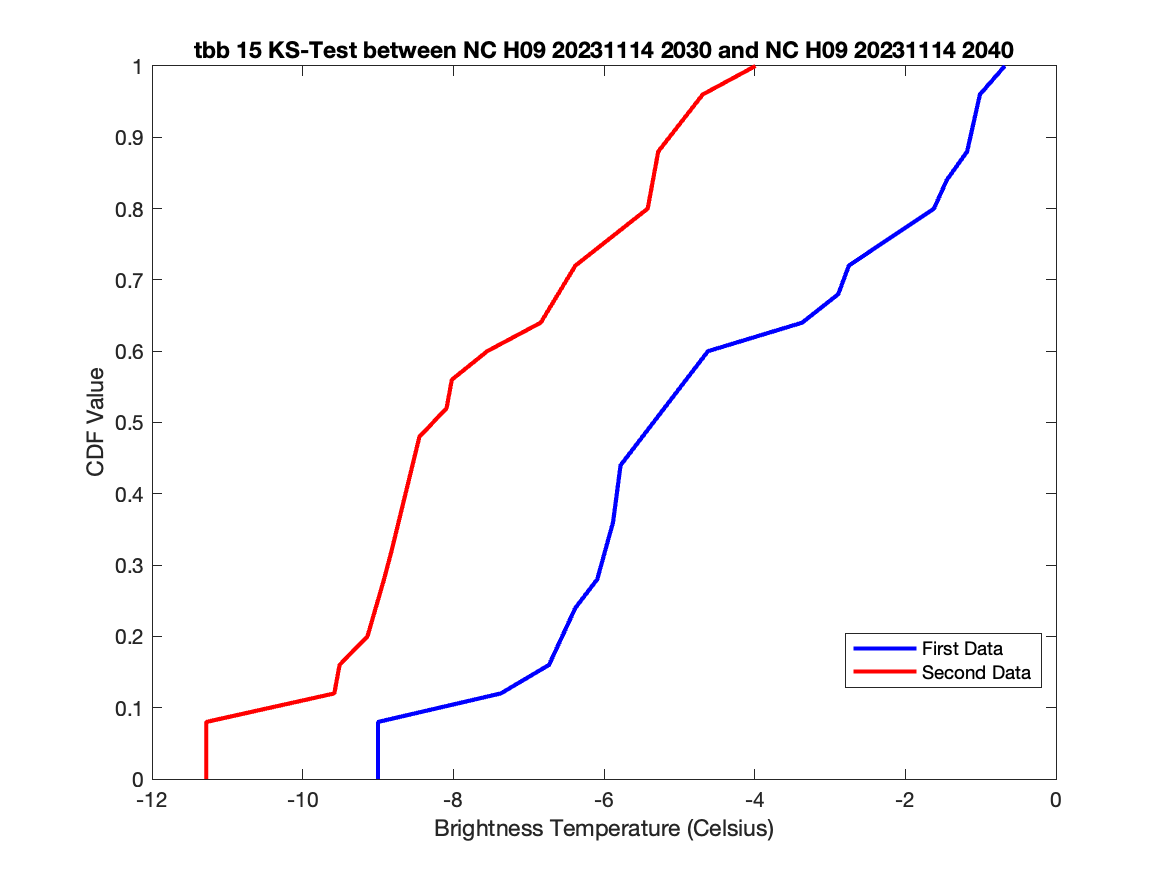 tbb 15 KS-Test between NC H09 20231114 2030 and NC H09 20231114 2040
1
0.9
0.8
0.7
0.6
0.5
0.4
0.3
0.2
0.1
0
CDF Value
First Data
Second Data
-12 -10 -8 -6 -4 -2 0
Brightness Temperature (Celsius)